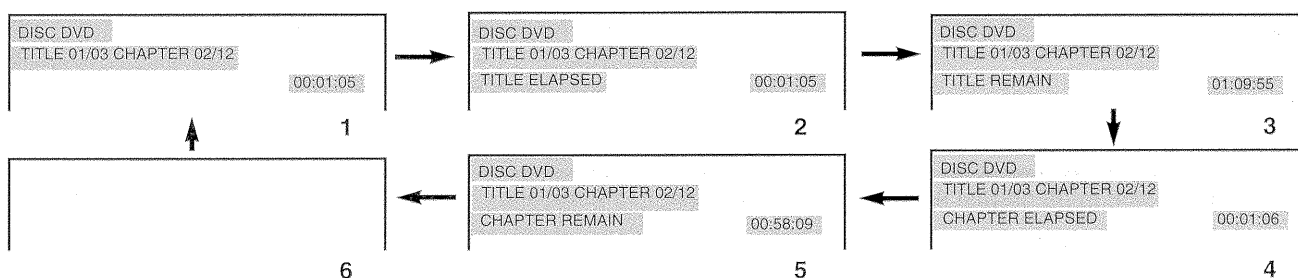 DISC DVD
TITLE 01/03 CHAPTER 02/12
00:01:05
1
DISC DVD
TITLE 01/03 CHAPTER 02/12
TITLE ELAPSED 00:01:05
2
DISC DVD
TITLE 01/03 CHAPTER 02/12
TITLE REMAIN 01:09:55
3
DISC DVD
TITLE 01/03 CHAPTER 02/12
CHAPTER ELAPSED 00:01:06
4
DISC DVD
TITLE 01/03 CHAPTER 02/12
CHAPTER REMAIN 00:58:09
5
6